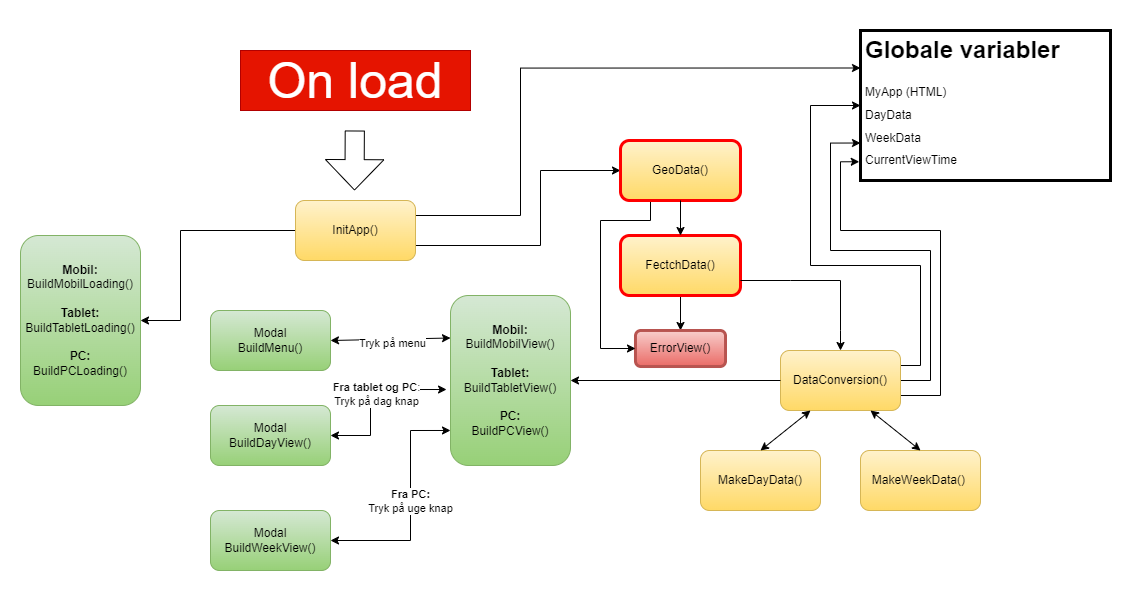 On load
Globale variabler
MyApp (HTML)
DayData
WeekData
CurrentViewTime
GeoData()
InitApp()
FectchData()
Mobil:
BuildMobilLoading()
Tablet:
BuildTabletLoading()
PC:
BuildPCLoading()
Modal
BuildMenu()
Tryk på menu
Mobil:
BuildMobilView()
Tablet:
BuildTabletView()
PC:
BuildPCView()
ErrorView()
DataConversion()
Fra tablet og PC:
Tryk på dag knap
Modal
BuildDayView()
MakeDayData()
MakeWeekData()
Fra PC:
Tryk på uge knap
Modal
BuildWeekView()